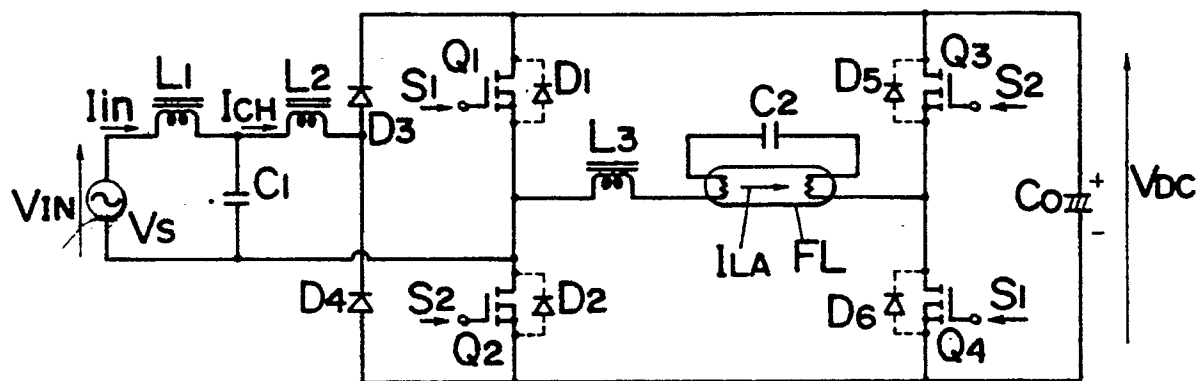 L1
L2
Q1
Q3
Iin
ICH
S1
D1
D5
S2
D3
C2
L3
VIN
VS
C1
C0
+
VDC
-
ILA
FL
D4
S2
D2
D6
S1
Q2
Q4